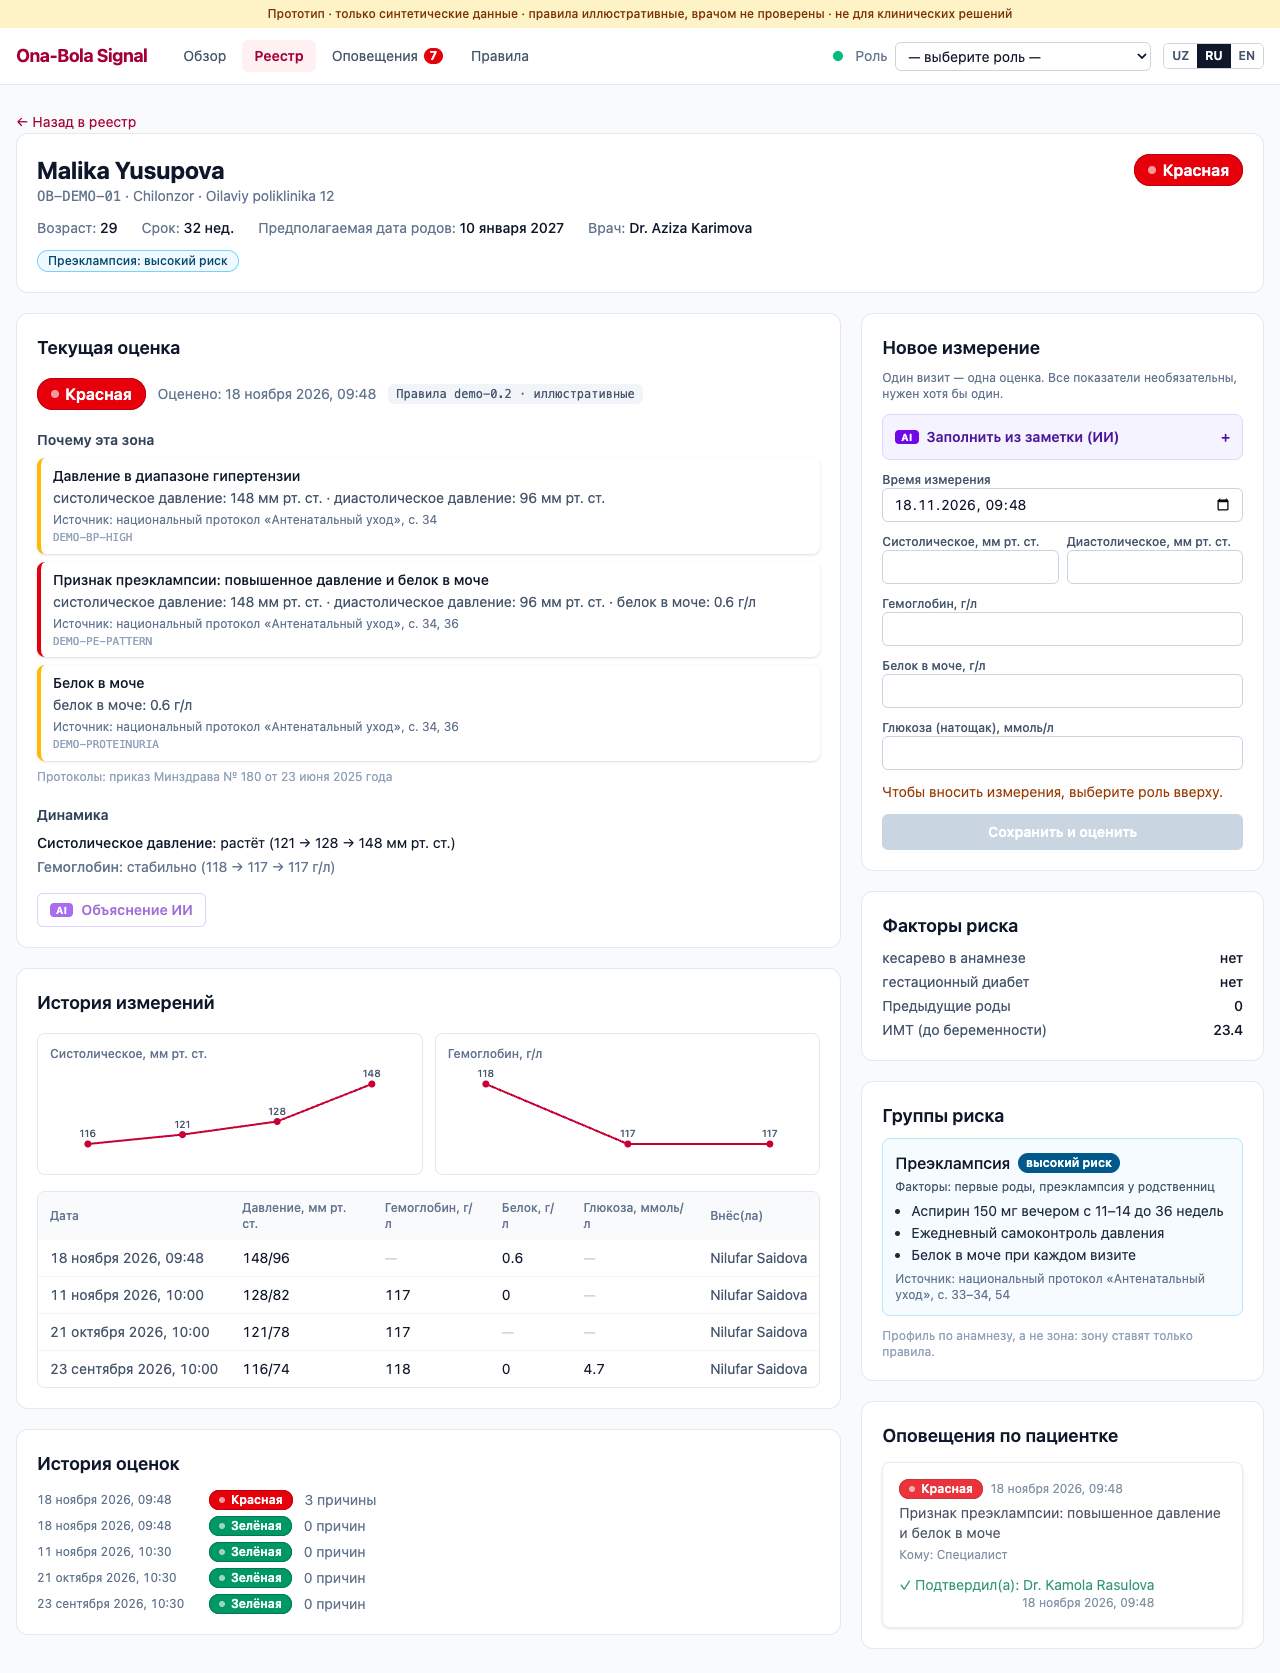 Прототип · только синтетические данные · правила иллюстративные, врачом не проверены · не для клинических решений
Ona-Bola Signal
Обзор
Реестр
Оповещения 7
Правила
Роль
— выберите роль —
UZ RU EN
← Назад в реестр
Malika Yusupova
Красная
OB-DEMO-01 · Chilonzor · Oilaviy poliklinika 12
Возраст: 29 Срок: 32 нед. Предполагаемая дата родов: 10 января 2027 Врач: Dr. Aziza Karimova
Преэклампсия: высокий риск
Текущая оценка
Красная Оценено: 18 ноября 2026, 09:48 Правила demo-0.2 · иллюстративные
Почему эта зона
Давление в диапазоне гипертензии
систолическое давление: 148 мм рт. ст. · диастолическое давление: 96 мм рт. ст.
Источник: национальный протокол «Антенатальный уход», с. 34
DEMO-BP-HIGH
Признак преэклампсии: повышенное давление и белок в моче
систолическое давление: 148 мм рт. ст. · диастолическое давление: 96 мм рт. ст. · белок в моче: 0.6 г/л
Источник: национальный протокол «Антенатальный уход», с. 34, 36
DEMO-PE-PATTERN
Белок в моче
белок в моче: 0.6 г/л
Источник: национальный протокол «Антенатальный уход», с. 34, 36
DEMO-PROTEINURIA
Протоколы: приказ Минздрава № 180 от 23 июня 2025 года
Динамика
Систолическое давление: растёт (121 → 128 → 148 мм рт. ст.)
Гемоглобин: стабильно (118 → 117 → 117 г/л)
AI Объяснение ИИ
История измерений
Систолическое, мм рт. ст.
116
121
128
148
Гемоглобин, г/л
118
117
117
Дата Давление, мм рт. ст. Гемоглобин, г/л Белок, г/л Глюкоза, ммоль/л Внёс(ла)
18 ноября 2026, 09:48 148/96 — 0.6 — Nilufar Saidova
11 ноября 2026, 10:00 128/82 117 0 — Nilufar Saidova
21 октября 2026, 10:00 121/78 117 — — Nilufar Saidova
23 сентября 2026, 10:00 116/74 118 0 4.7 Nilufar Saidova
История оценок
18 ноября 2026, 09:48 Красная 3 причины
18 ноября 2026, 09:48 Зелёная 0 причин
11 ноября 2026, 10:30 Зелёная 0 причин
21 октября 2026, 10:30 Зелёная 0 причин
23 сентября 2026, 10:30 Зелёная 0 причин
Новое измерение
Один визит — одна оценка. Все показатели необязательны,
нужен хотя бы один.
AI Заполнить из заметки (ИИ) +
Время измерения
18.11.2026, 09:48
Систолическое, мм рт. ст. Диастолическое, мм рт. ст.
Гемоглобин, г/л
Белок в моче, г/л
Глюкоза (натощак), ммоль/л
Чтобы вносить измерения, выберите роль вверху.
Сохранить и оценить
Факторы риска
кесарево в анамнезе нет
гестационный диабет нет
Предыдущие роды 0
ИМТ (до беременности) 23.4
Группы риска
Преэклампсия высокий риск
Факторы: первые роды, преэклампсия у родственниц
• Аспирин 150 мг вечером с 11–14 до 36 недель
• Ежедневный самоконтроль давления
• Белок в моче при каждом визите
Источник: национальный протокол «Антенатальный
уход», с. 33–34, 54
Профиль по анамнезу, а не зона: зону ставят только
правила.
Оповещения по пациентке
Красная 18 ноября 2026, 09:48
Признак преэклампсии: повышенное давление
и белок в моче
Кому: Специалист
✓ Подтвердил(а): Dr. Kamola Rasulova
18 ноября 2026, 09:48